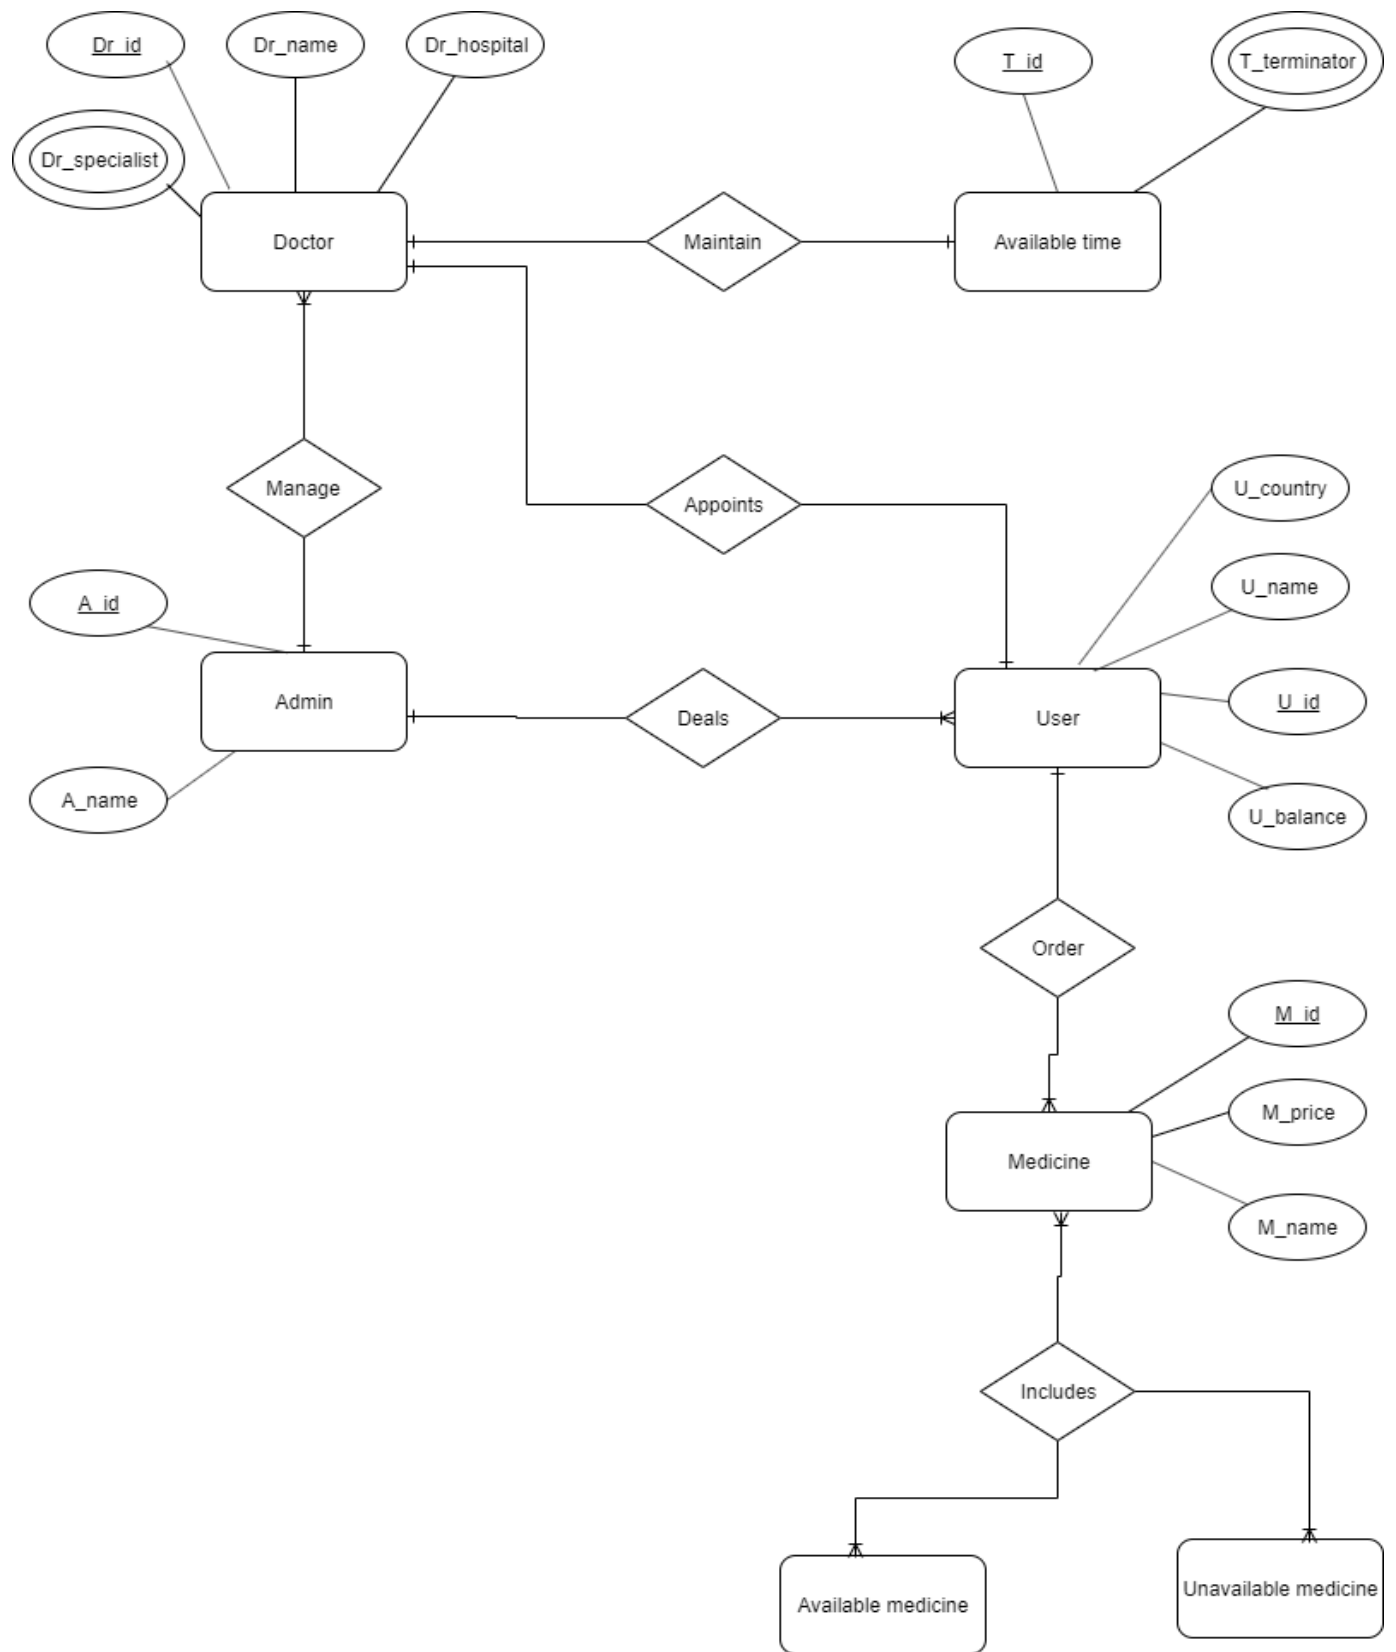 Dr_id
Dr_name
Dr_hospital
T_id
T_terminator
Dr_specialist
Doctor
Maintain
Available time
Manage
Appoints
U_country
U_name
A_id
Admin
Deals
User
U_id
A_name
U_balance
Order
M_id
M_price
Medicine
M_name
Includes
Available medicine
Unavailable medicine